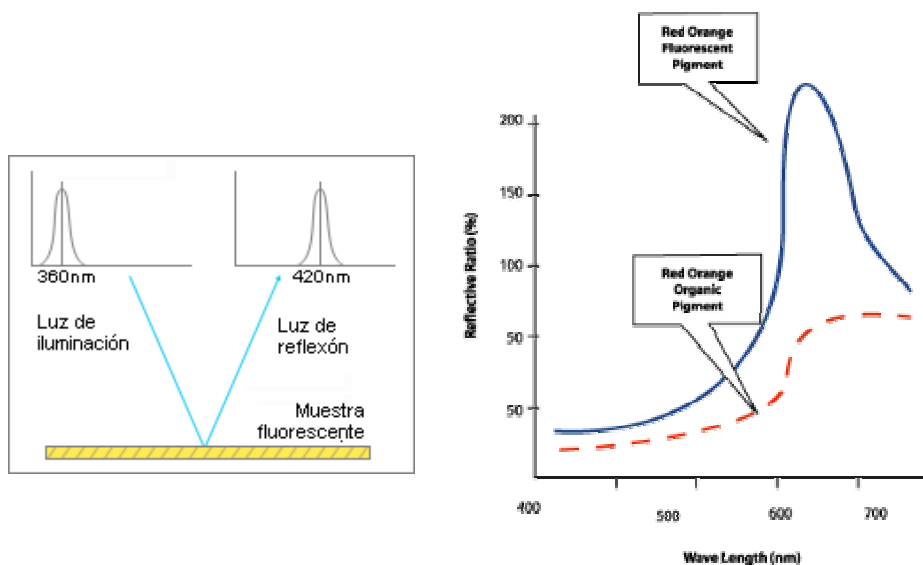 360nm
420nm
Luz de
iluminación
Luz de
reflexón
Muestra
fluorescente
Red Orange
Fluorescent
Pigment
Red Orange
Organic
Pigment
Reflective Ratio (%)
200
150
100
50
50
400
500
600
700
Wave Length (nm)